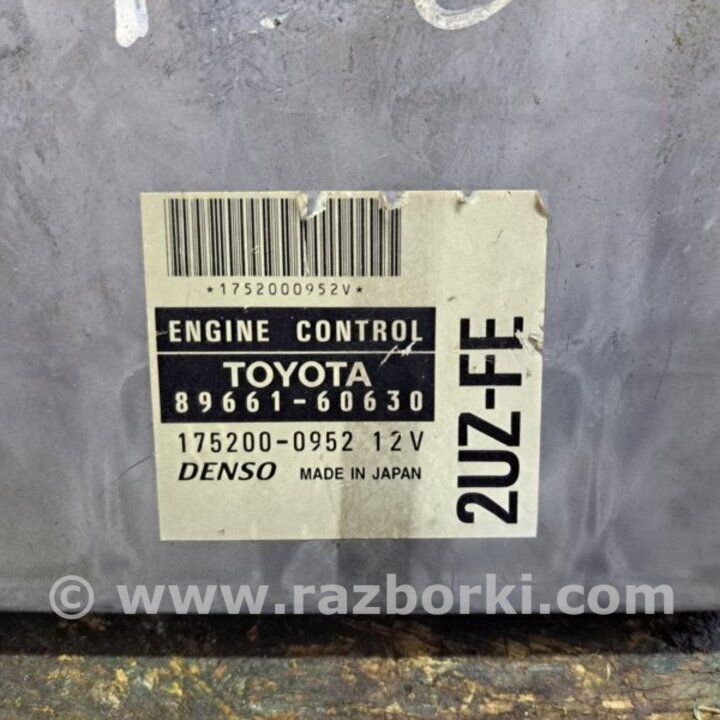 *1752000952V*
ENGINE CONTROL
TOYOTA
89661-60630
175200-0952 12V
DENSO MADE IN JAPAN
2UZ-FE
© www.razborki.com